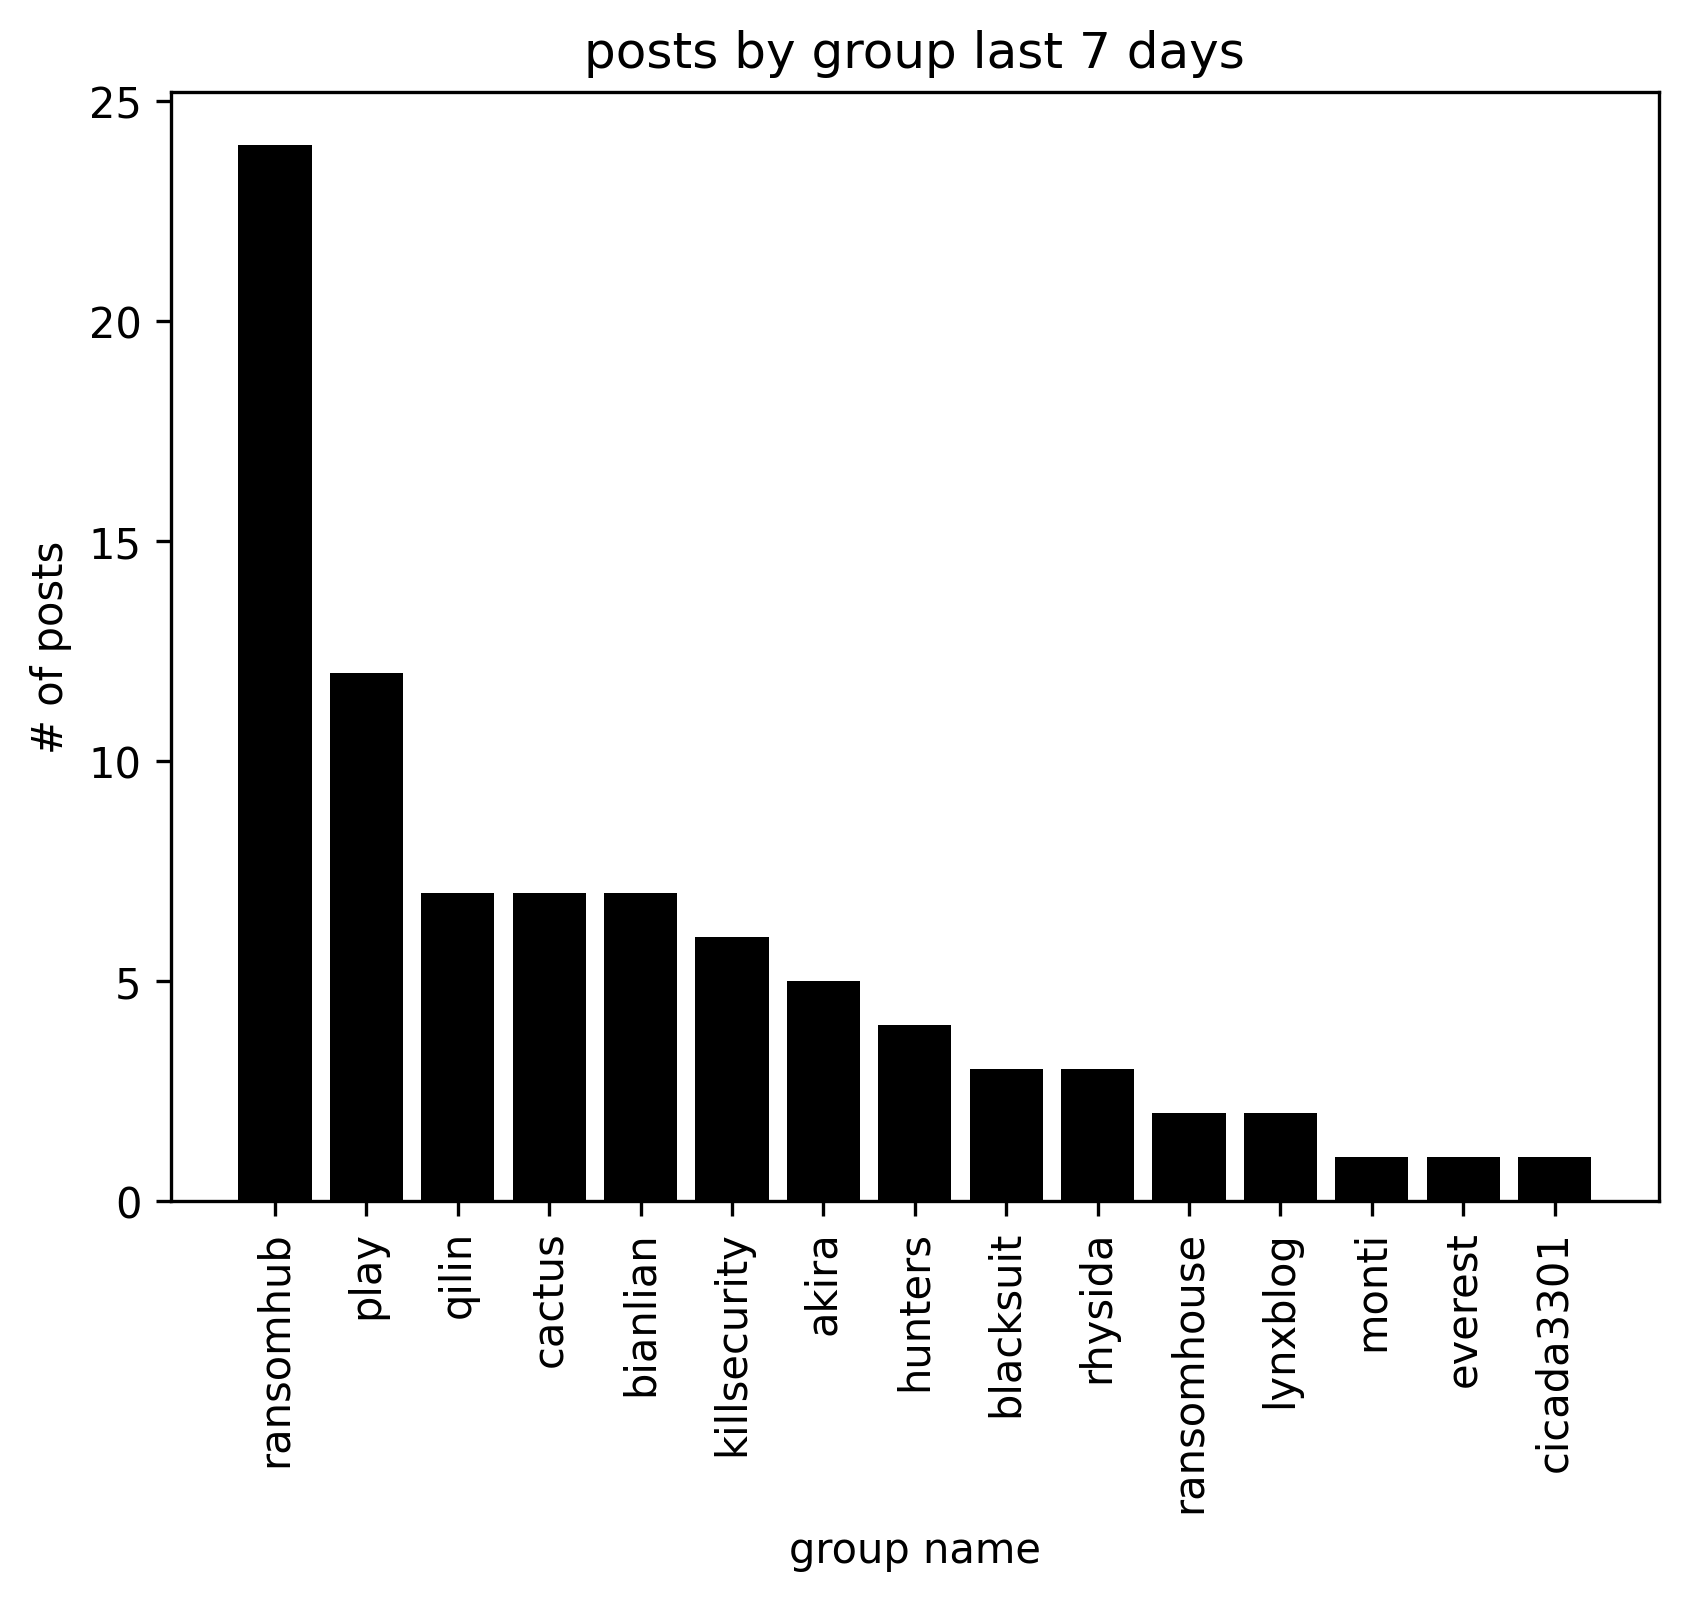 posts by group last 7 days
25
20
15
10
5
0
# of posts
ransomhub
play
qilin
cactus
bianlian
killsecurity
akira
hunters
blacksuit
rhysida
ransomhouse
lynxblog
monti
everest
cicada3301
group name